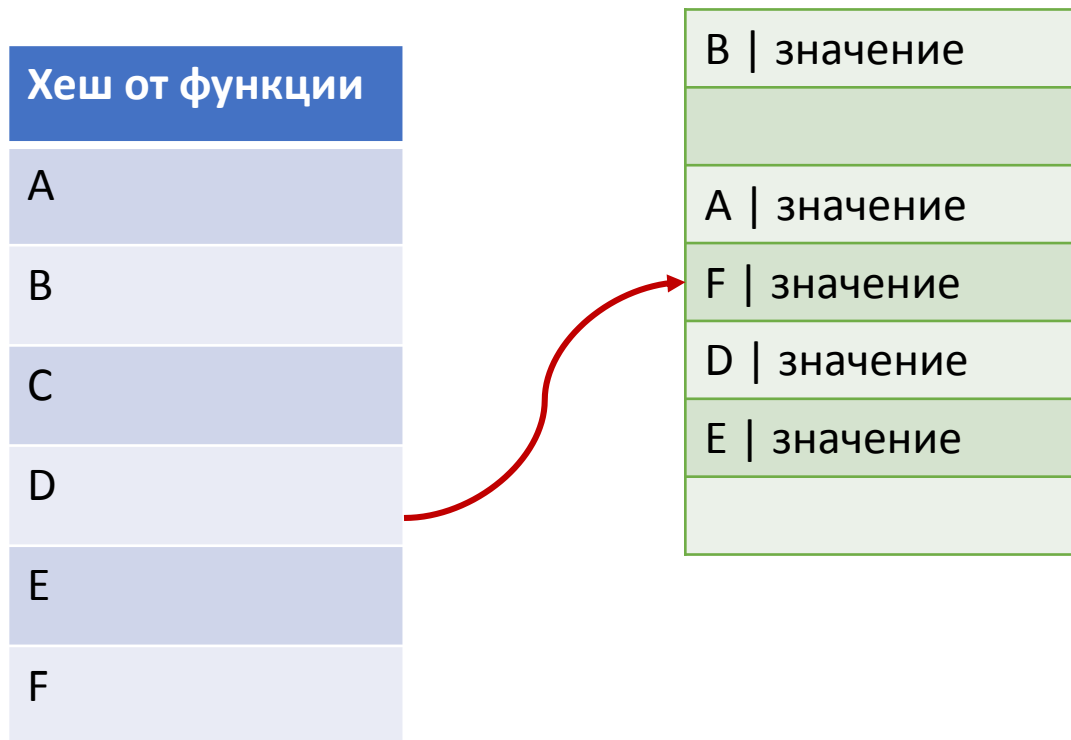 Хеш от функции
A
B
C
D
E
F
B | значение
A | значение
F | значение
D | значение
E | значение